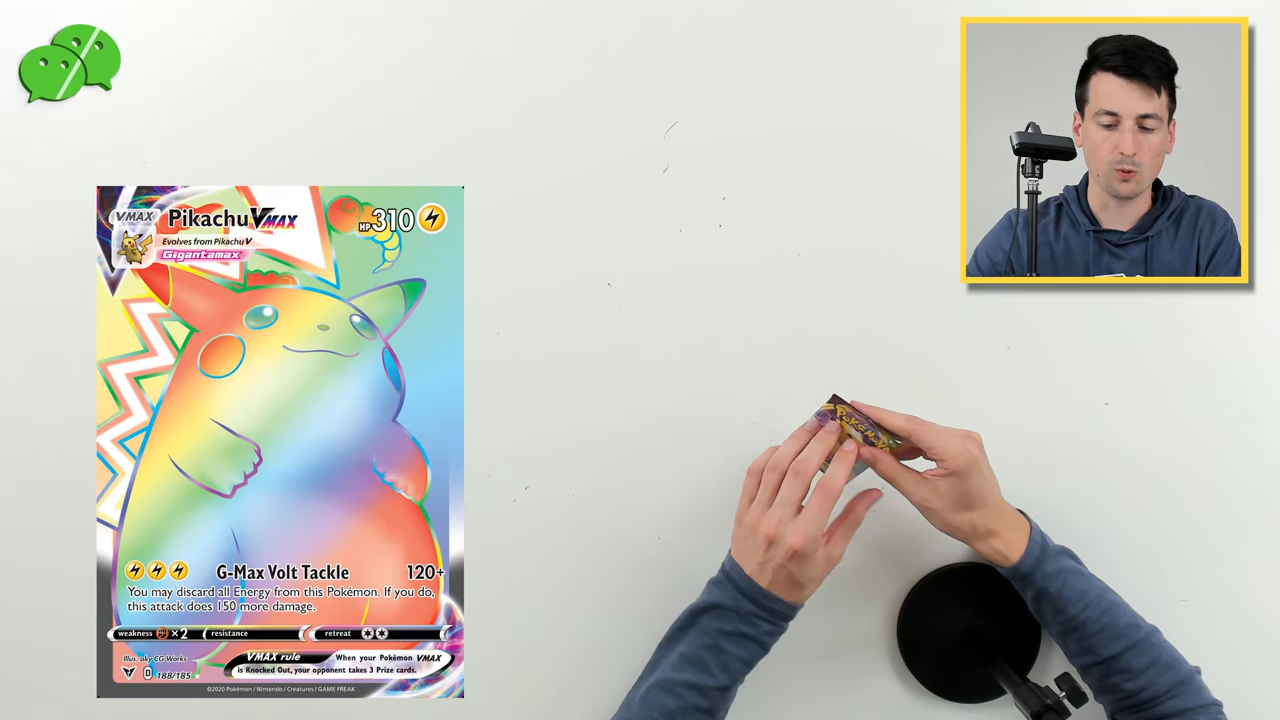 VMAX
Pikachu VMAX
HP 310
Evolves from Pikachu V
Gigantamax
G-Max Volt Tackle 120+
You may discard all Energy from this Pokémon. If you do,
this attack does 150 more damage.
weakness ×2 resistance retreat
Illus. aky CG Works
D 188/185
VMAX rule When your Pokémon VMAX
is Knocked Out, your opponent takes 3 Prize cards.
©2020 Pokémon / Nintendo / Creatures / GAME FREAK
Pokémon